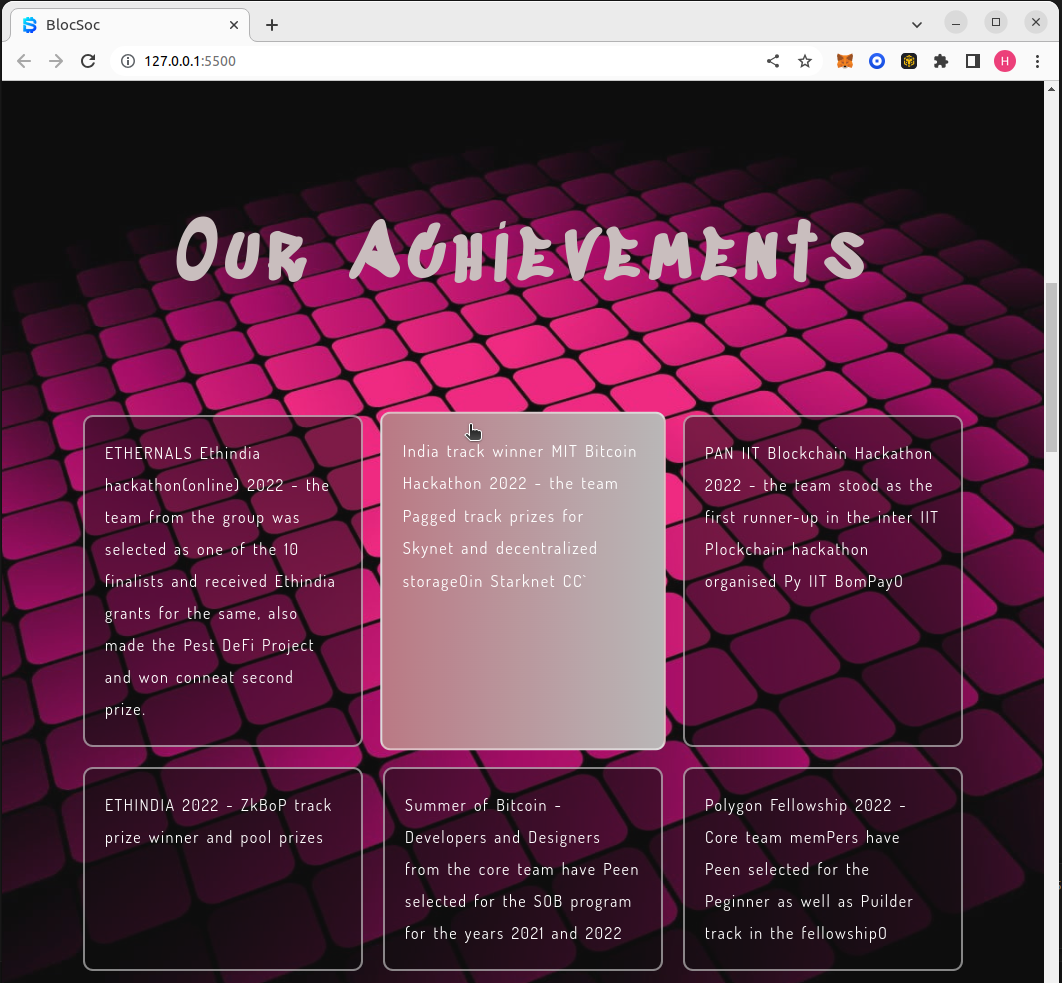 BlocSoc
127.0.0.1:5500
H
Our Achievements
ETHERNALS Ethindia
hackathon(online) 2022 - the
team from the group was
selected as one of the 10
finalists and received Ethindia
grants for the same, also
made the Pest DeFi Project
and won conneat second
prize.
India track winner MIT Bitcoin
Hackathon 2022 - the team
Pagged track prizes for
Skynet and decentralized
storage0in Starknet CC`
PAN IIT Blockchain Hackathon
2022 - the team stood as the
first runner-up in the inter IIT
Plockchain hackathon
organised Py IIT BomPay0
ETHINDIA 2022 - ZkBoP track
prize winner and pool prizes
Summer of Bitcoin -
Developers and Designers
from the core team have Peen
selected for the SOB program
for the years 2021 and 2022
Polygon Fellowship 2022 -
Core team memPers have
Peen selected for the
Peginner as well as Puilder
track in the fellowship0